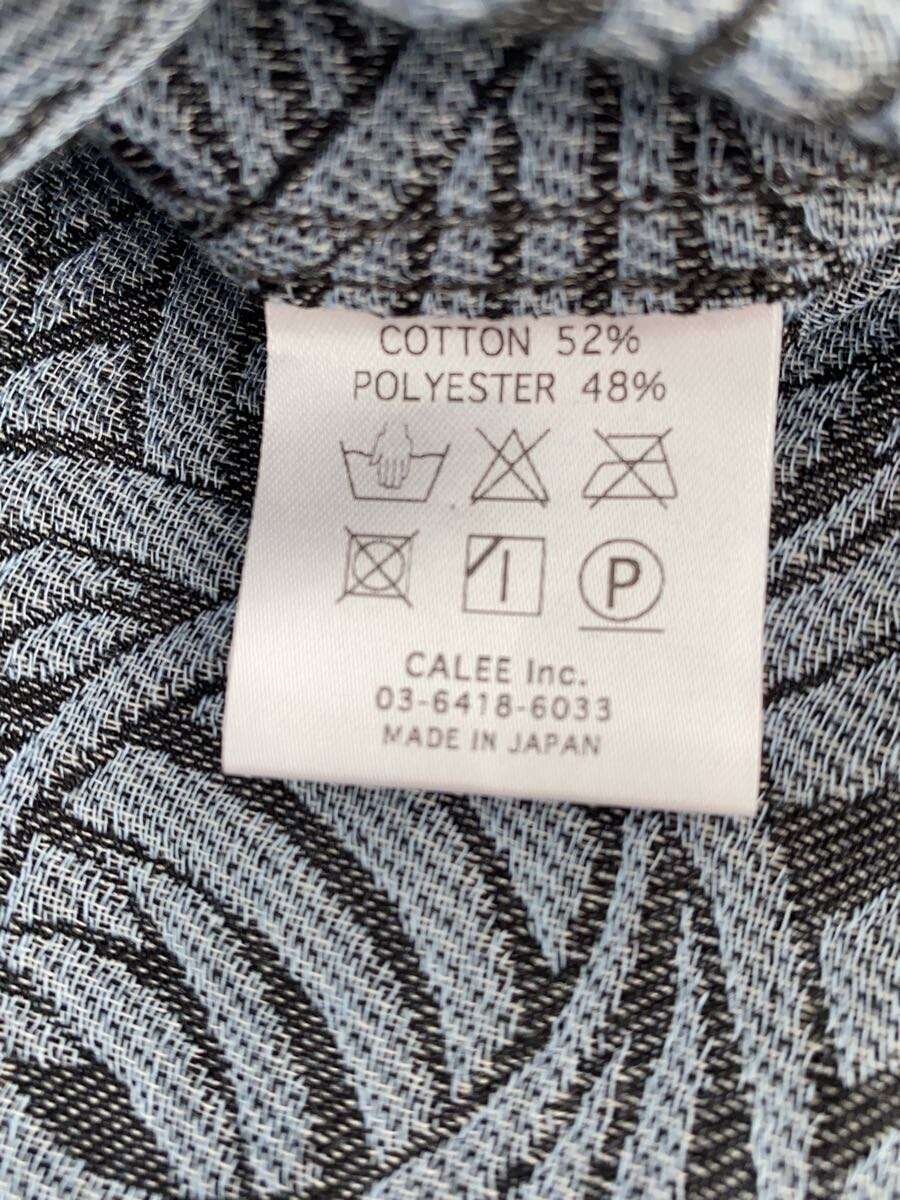 COTTON 52%
POLYESTER 48%
P
CALEE Inc.
03-6418-6033
MADE IN JAPAN